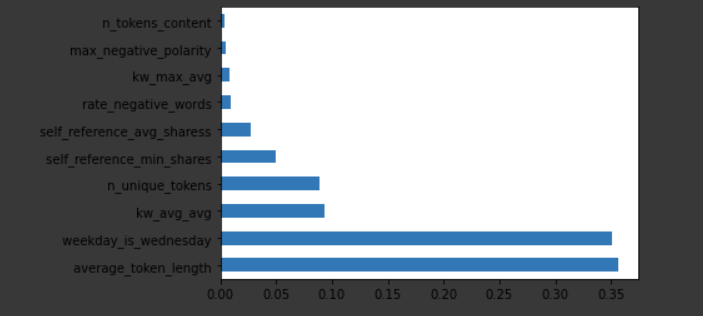 n_tokens_content
max_negative_polarity
kw_max_avg
rate_negative_words
self_reference_avg_sharess
self_reference_min_shares
n_unique_tokens
kw_avg_avg
weekday_is_wednesday
average_token_length
0.00 0.05 0.10 0.15 0.20 0.25 0.30 0.35